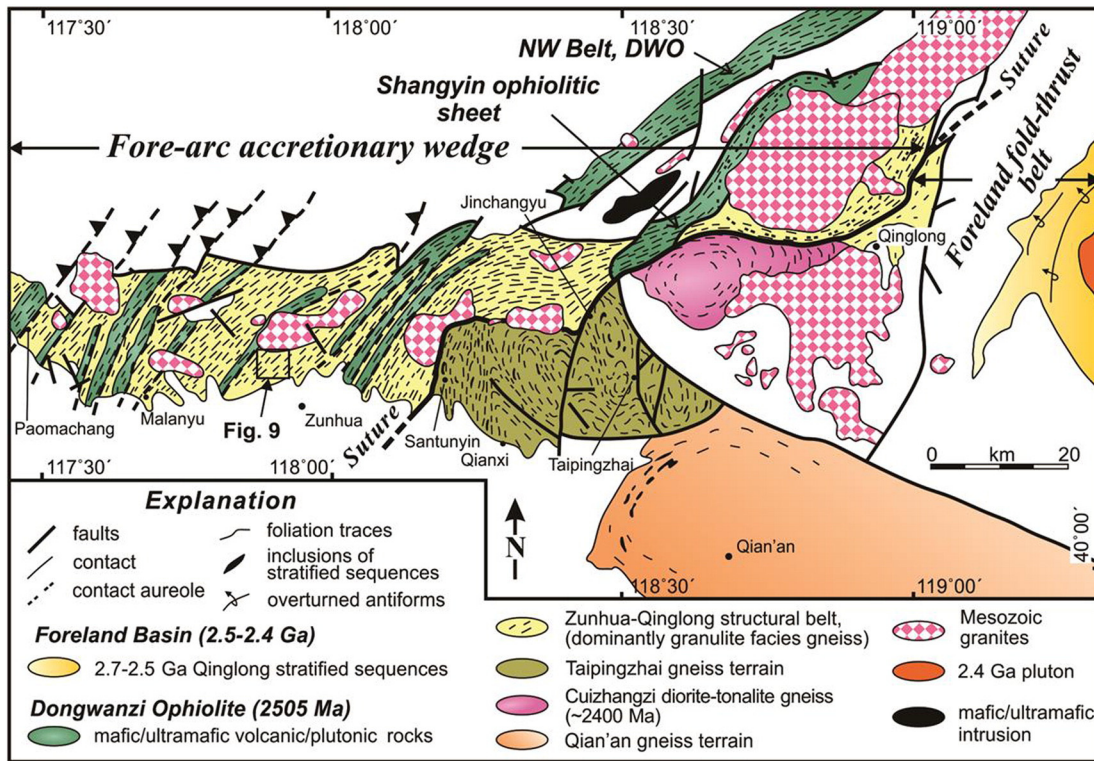 117˚30´
118˚00´
118˚30´
119˚00´
NW Belt, DWO
Shangyin ophiolitic
sheet
Suture
Fore-arc accretionary wedge
Foreland fold-thrust
belt
Jinchangyu
Qinglong
Paomachang
Malanyu
Zunhua
Fig. 9
Suture
Santunyin
Qianxi
Taipingzhai
0 km 20
117˚30´
118˚00´
N
Qian'an
40˚00´
118˚30´
119˚00´
Explanation
faults
contact
contact aureole
foliation traces
inclusions of
stratified sequences
overturned antiforms
Foreland Basin (2.5-2.4 Ga)
2.7-2.5 Ga Qinglong stratified sequences
Dongwanzi Ophiolite (2505 Ma)
mafic/ultramafic volcanic/plutonic rocks
Zunhua-Qinglong structural belt,
(dominantly granulite facies gneiss)
Taipingzhai gneiss terrain
Cuizhangzi diorite-tonalite gneiss
(~2400 Ma)
Qian'an gneiss terrain
Mesozoic
granites
2.4 Ga pluton
mafic/ultramafic
intrusion